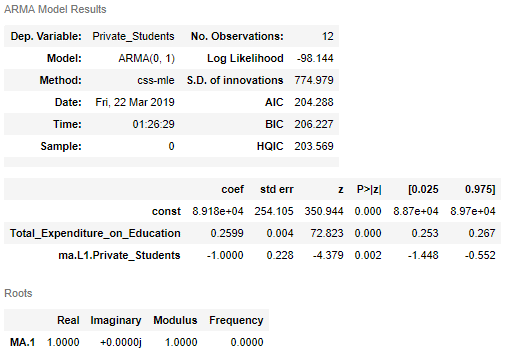 ARMA Model Results
Dep. Variable: Private_Students No. Observations: 12
Model: ARMA(0, 1) Log Likelihood -98.144
Method: css-mle S.D. of innovations 774.979
Date: Fri, 22 Mar 2019 AIC 204.288
Time: 01:26:29 BIC 206.227
Sample: 0 HQIC 203.569
coef std err z P>|z| [0.025 0.975]
const 8.918e+04 254.105 350.944 0.000 8.87e+04 8.97e+04
Total_Expenditure_on_Education 0.2599 0.004 72.823 0.000 0.253 0.267
ma.L1.Private_Students -1.0000 0.228 -4.379 0.002 -1.448 -0.552
Roots
Real Imaginary Modulus Frequency
MA.1 1.0000 +0.0000j 1.0000 0.0000